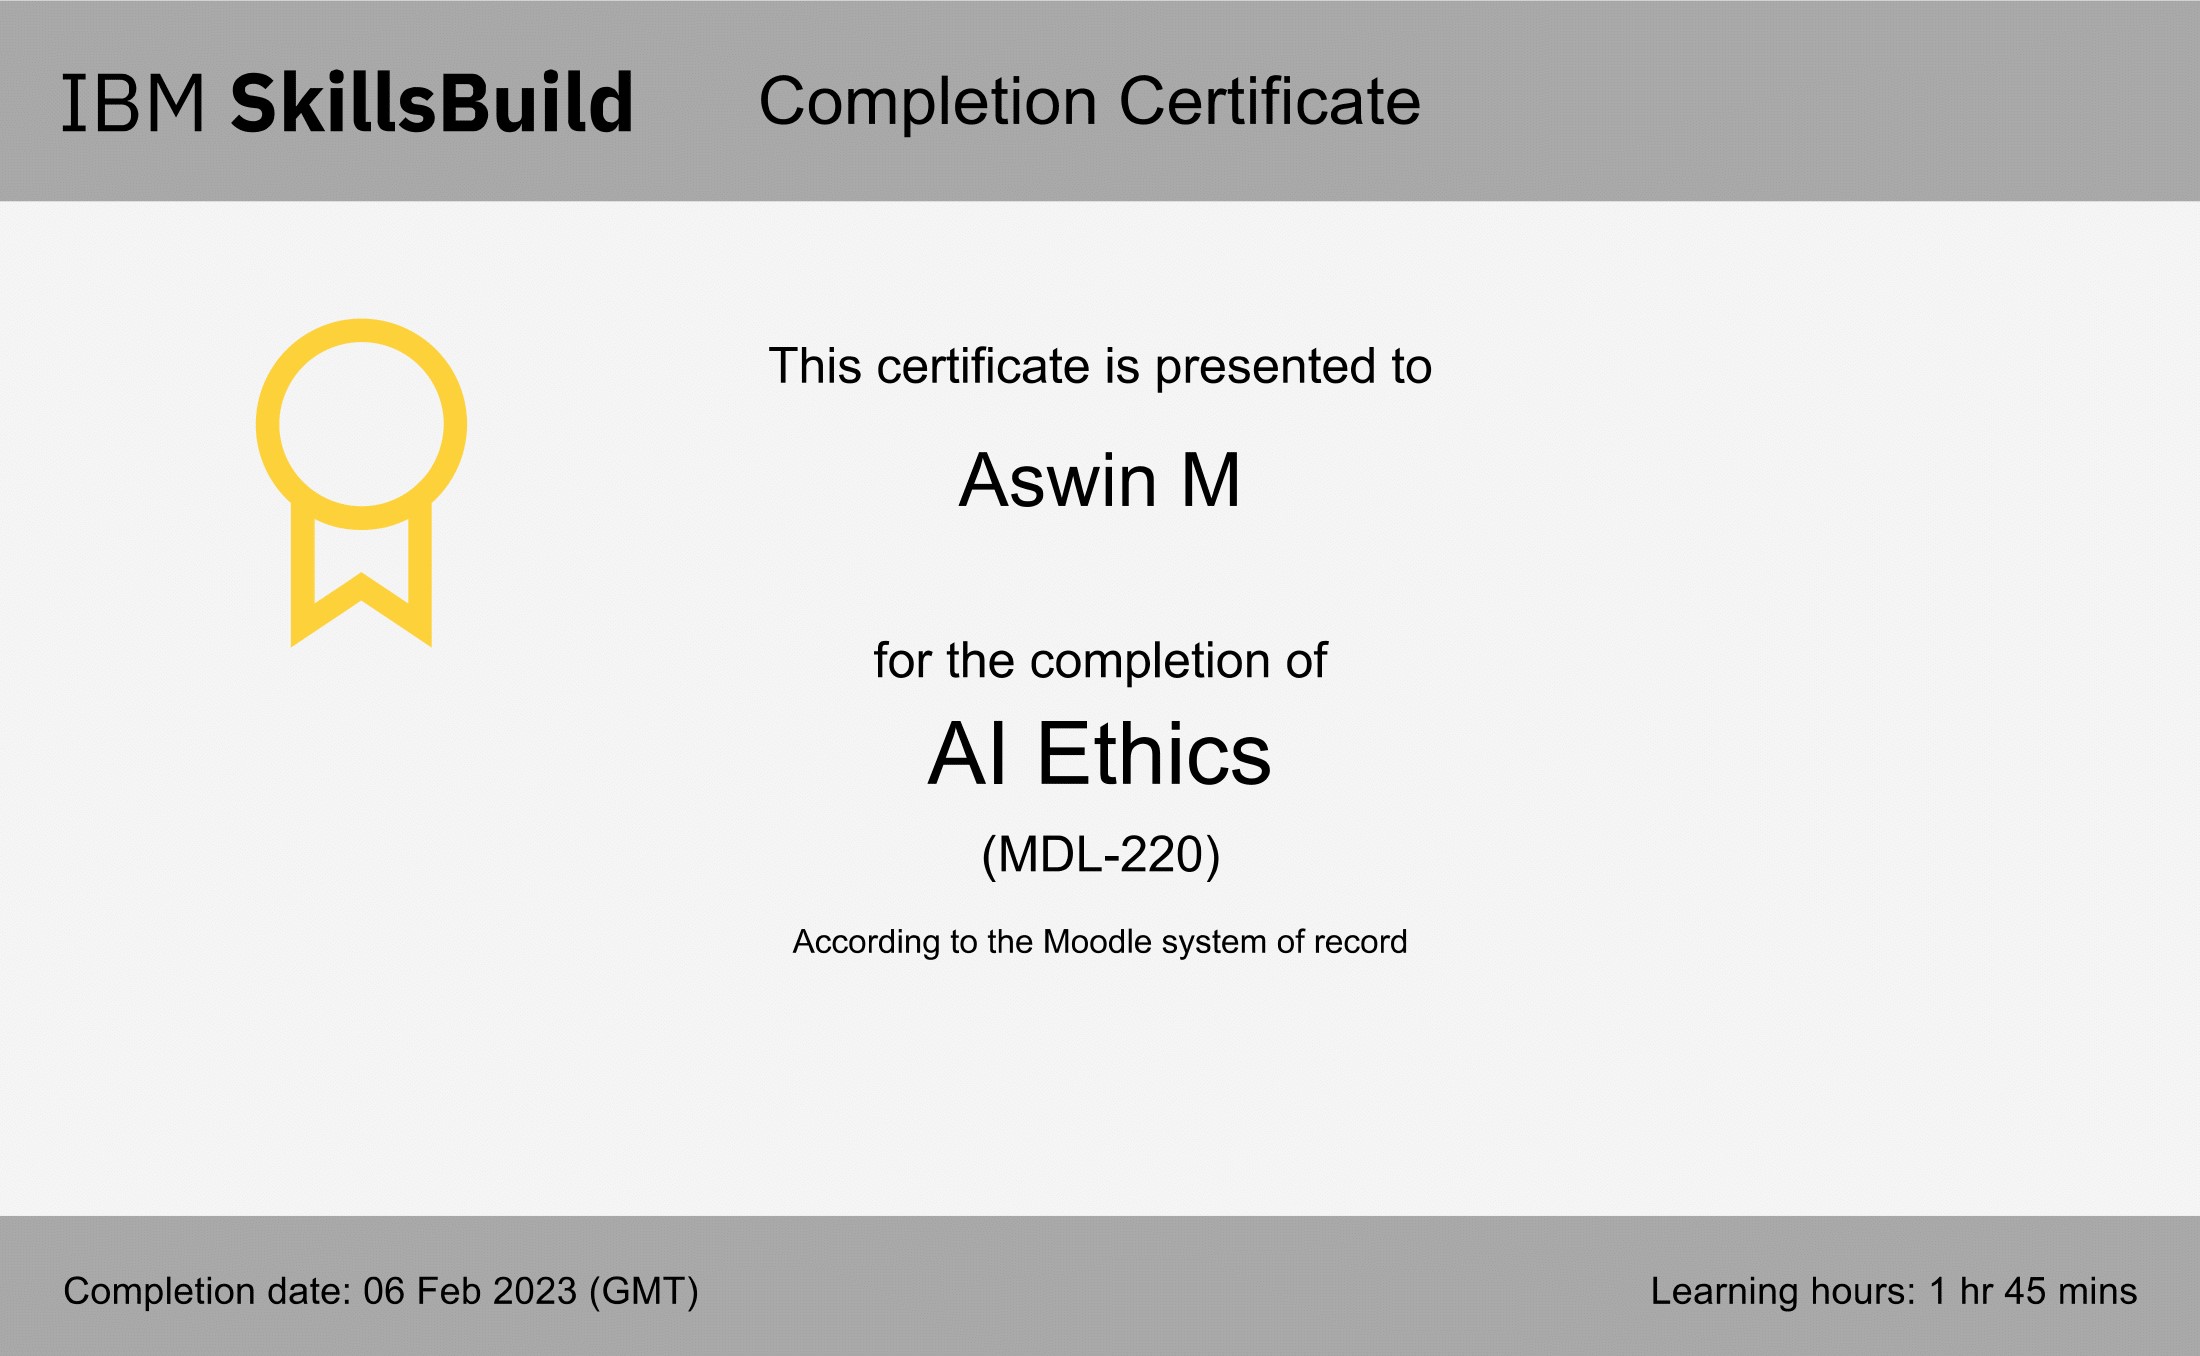 IBM SkillsBuild Completion Certificate
This certificate is presented to
Aswin M
for the completion of
AI Ethics
(MDL-220)
According to the Moodle system of record
Completion date: 06 Feb 2023 (GMT) Learning hours: 1 hr 45 mins